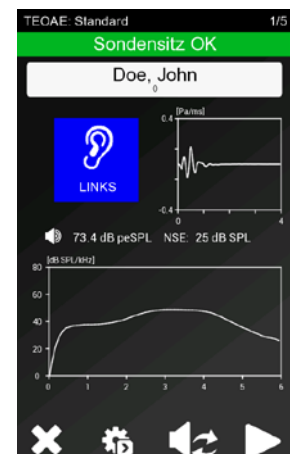 TEOAE: Standard 1/5
Sondensitz OK
Doe, John
0
[Pa/ms]
0.4
-0.4
0 4
LINKS
73.4 dB peSPL NSE: 25 dB SPL
[dB SPL/kHz]
80
60
40
20
0
0 1 2 3 4 5 6